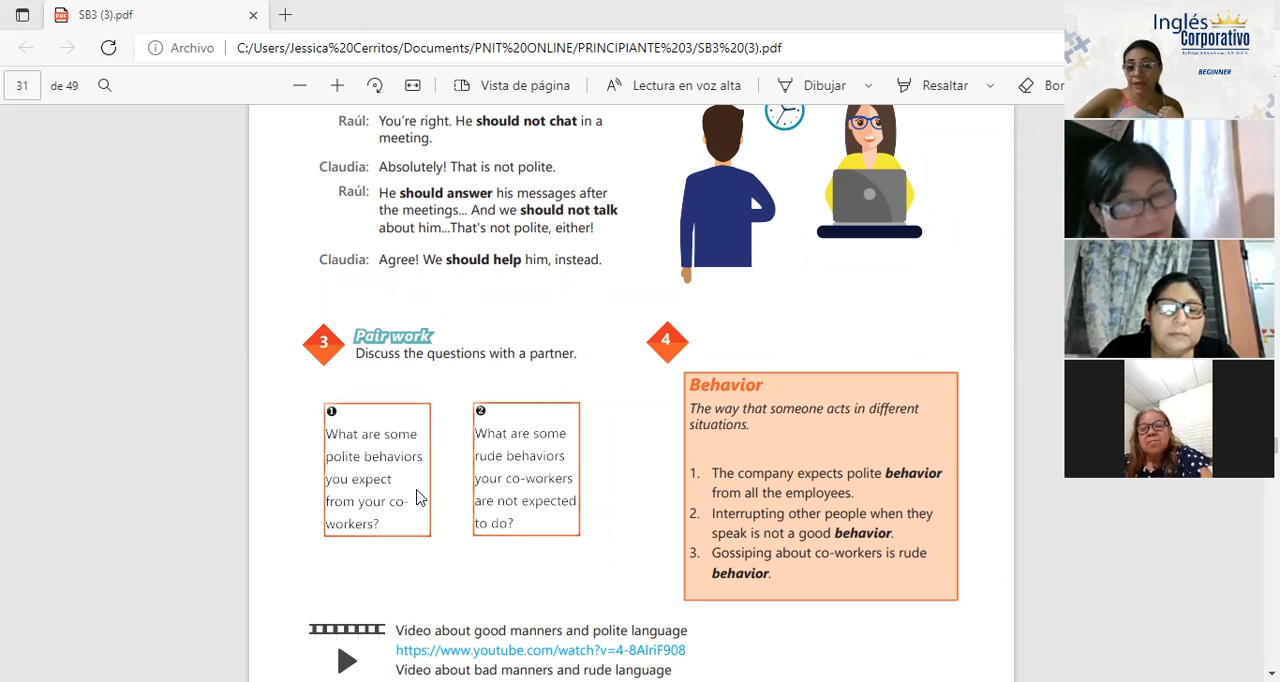 SB3 (3).pdf
Archivo
C:/Users/Jessica%20Cerritos/Documents/PNIT%20ONLINE/PRINCIPIANTE%203/SB3%20(3).pdf
31
de 49
Vista de página
Lectura en voz alta
Dibujar
Resaltar
Bor
Inglés
Corporativo
BEGINNER
Raúl: You're right. He should not chat in a
meeting.
Claudia: Absolutely! That is not polite.
Raúl: He should answer his messages after
the meetings... And we should not talk
about him...That's not polite, either!
Claudia: Agree! We should help him, instead.
3
Pair work
Discuss the questions with a partner.
1
What are some
polite behaviors
you expect
from your co-
workers?
2
What are some
rude behaviors
your co-workers
are not expected
to do?
4
Behavior
The way that someone acts in different
situations.
1. The company expects polite behavior
from all the employees.
2. Interrupting other people when they
speak is not a good behavior.
3. Gossiping about co-workers is rude
behavior.
Video about good manners and polite language
https://www.youtube.com/watch?v=4-8AIriF908
Video about bad manners and rude language